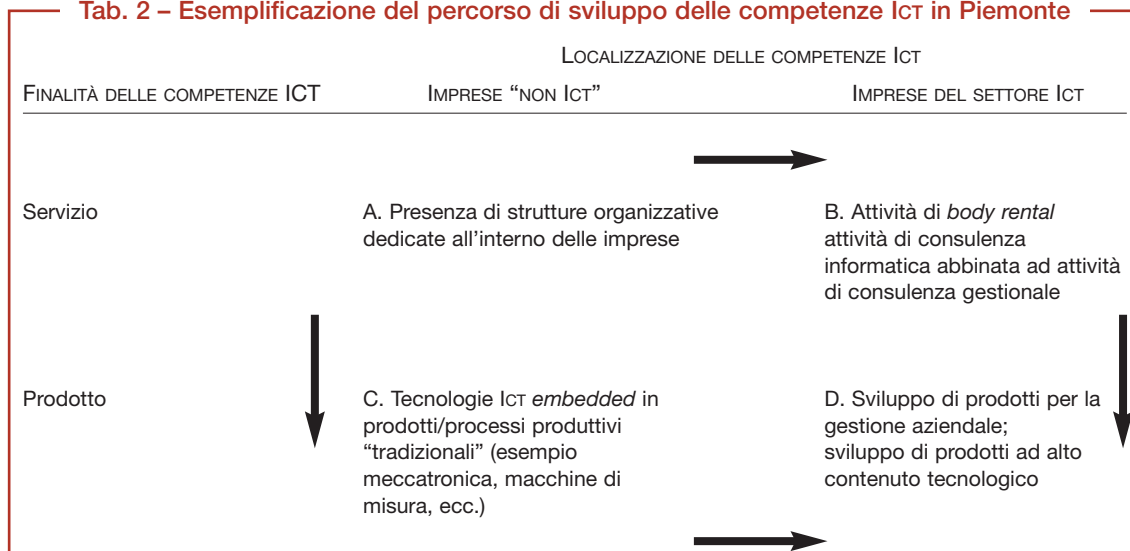 Tab. 2 – Esemplificazione del percorso di sviluppo delle competenze ICT in Piemonte
LOCALIZZAZIONE DELLE COMPETENZE ICT
FINALITÀ DELLE COMPETENZE ICT IMPRESE “NON ICT” IMPRESE DEL SETTORE ICT
Servizio
A. Presenza di strutture organizzative
dedicate all’interno delle imprese
B. Attività di body rental
attività di consulenza
informatica abbinata ad attività
di consulenza gestionale
Prodotto
C. Tecnologie ICT embedded in
prodotti/processi produttivi
“tradizionali” (esempio
meccatronica, macchine di
misura, ecc.)
D. Sviluppo di prodotti per la
gestione aziendale;
sviluppo di prodotti ad alto
contenuto tecnologico